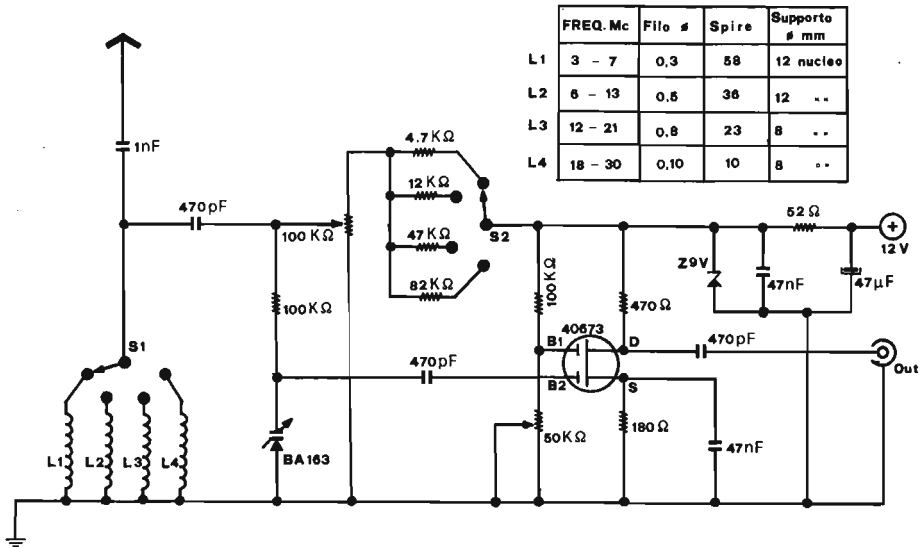 FREQ. Mc Filo ø Spire Supporto ø mm
L1 3 - 7 0,3 58 12 nucleo
L2 6 - 13 0,5 36 12 " "
L3 12 - 21 0,8 23 8 " "
L4 18 - 30 0,10 10 8 " "
1nF
4.7KΩ
12KΩ
470pF
100KΩ
47KΩ
S2
82KΩ
52Ω
12V
Z9V
47nF
47µF
100KΩ
100KΩ
470Ω
40673
B1
D
470pF
470pF
B2
S
Out
S1
50KΩ
180Ω
47nF
BA163
L1
L2
L3
L4